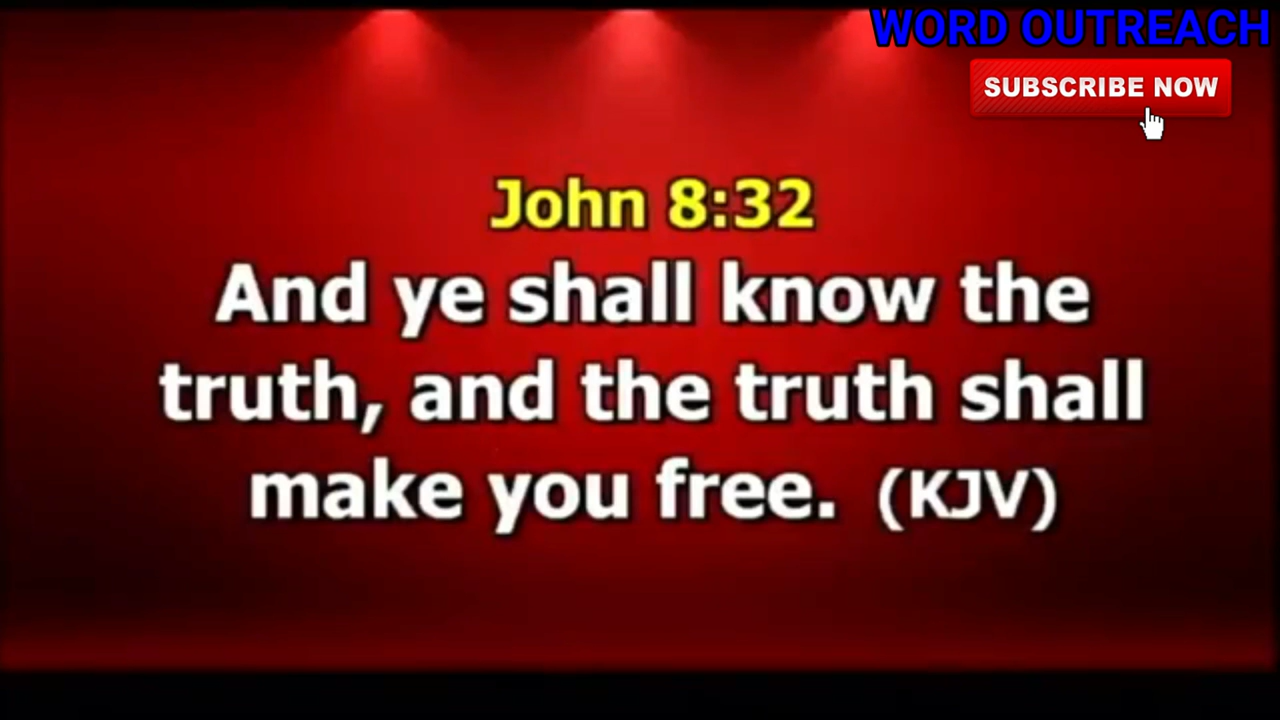 WORD OUTREACH
SUBSCRIBE NOW
John 8:32
And ye shall know the
truth, and the truth shall
make you free. (KJV)